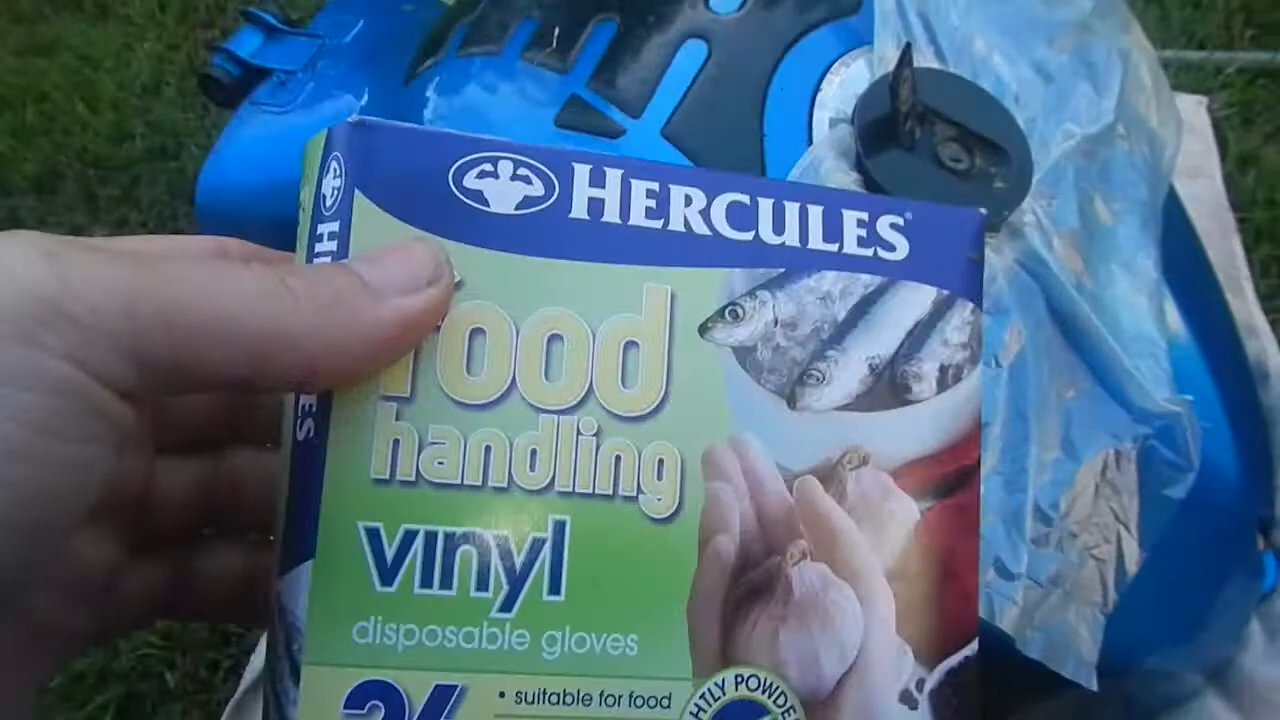 HERCULES
food
handling
vinyl
disposable gloves
• suitable for food